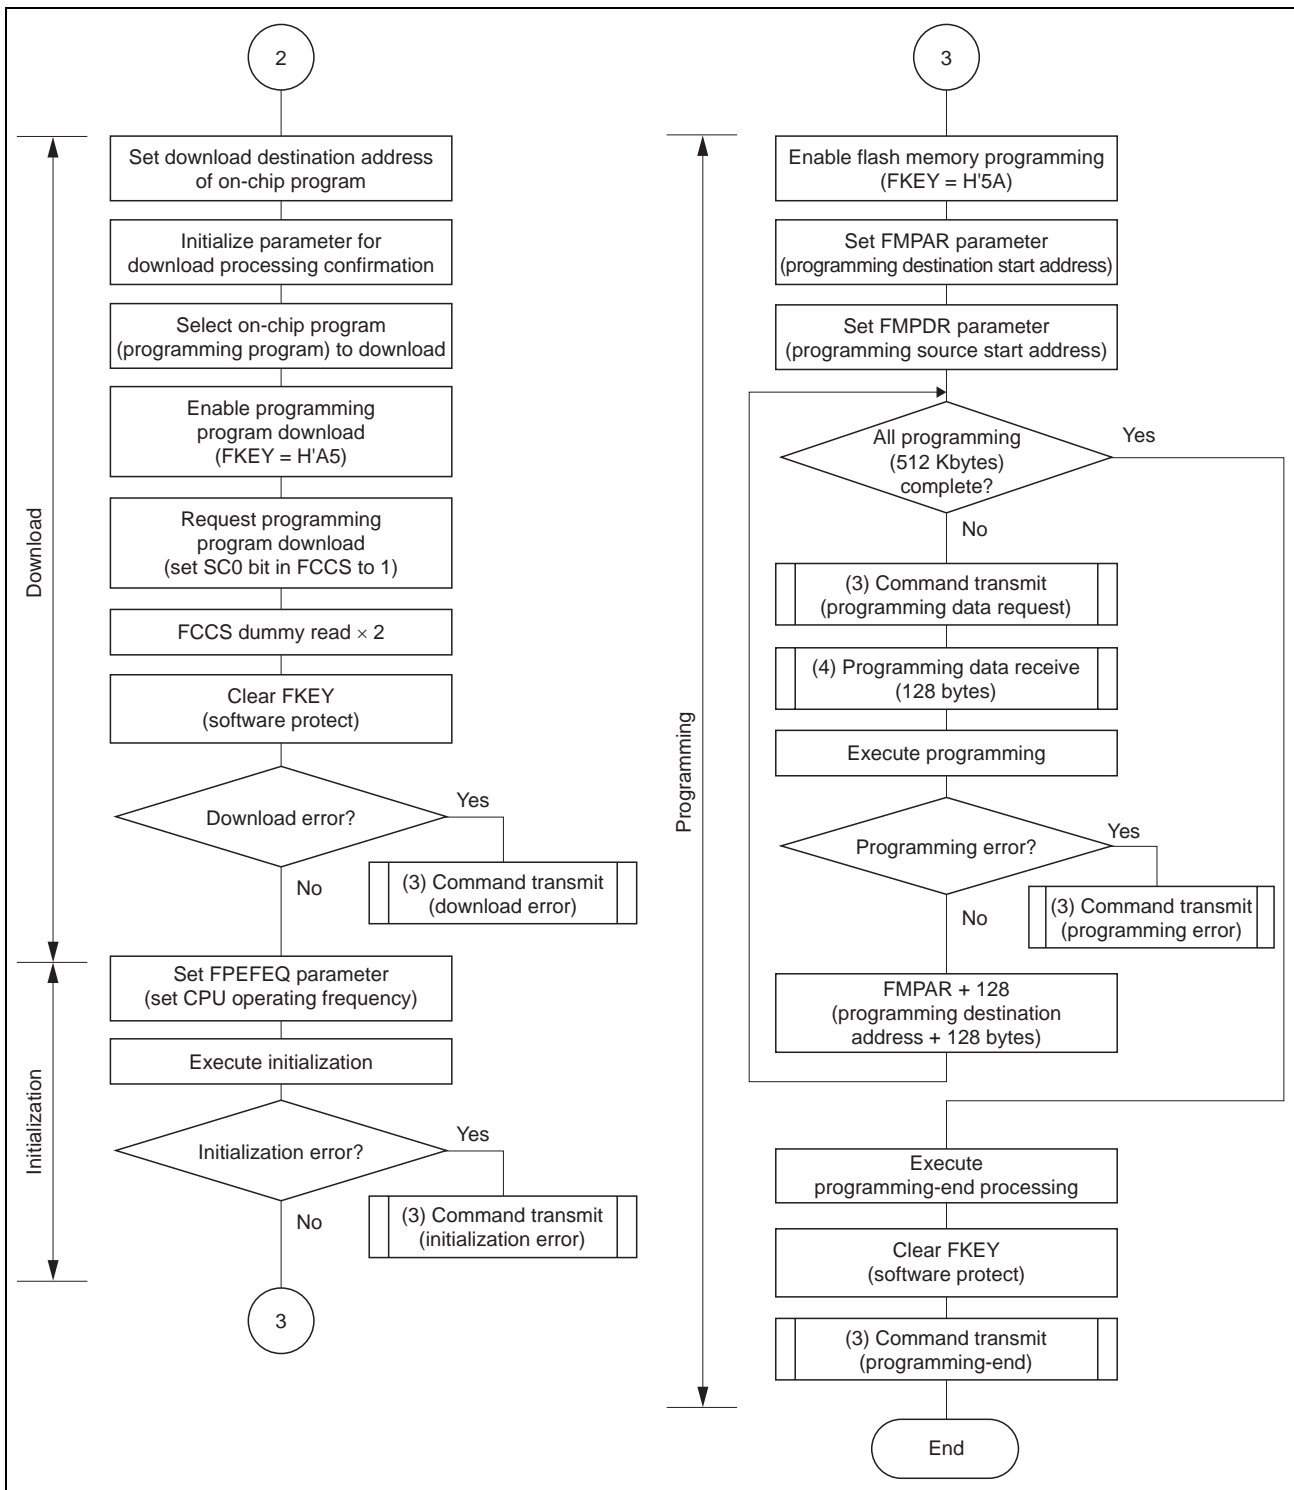 2
Set download destination address
of on-chip program
Initialize parameter for
download processing confirmation
Select on-chip program
(programming program) to download
Enable programming
program download
(FKEY = H'A5)
Request programming
program download
(set SC0 bit in FCCS to 1)
FCCS dummy read × 2
Clear FKEY
(software protect)
Download error?
Yes
No
(3) Command transmit
(download error)
Download
Set FPEFEQ parameter
(set CPU operating frequency)
Execute initialization
Initialization error?
Yes
No
(3) Command transmit
(initialization error)
Initialization
3
3
Enable flash memory programming
(FKEY = H'5A)
Set FMPAR parameter
(programming destination start address)
Set FMPDR parameter
(programming source start address)
All programming
(512 Kbytes)
complete?
Yes
No
(3) Command transmit
(programming data request)
(4) Programming data receive
(128 bytes)
Execute programming
Programming error?
Yes
No
(3) Command transmit
(programming error)
FMPAR + 128
(programming destination
address + 128 bytes)
Programming
Execute
programming-end processing
Clear FKEY
(software protect)
(3) Command transmit
(programming-end)
End